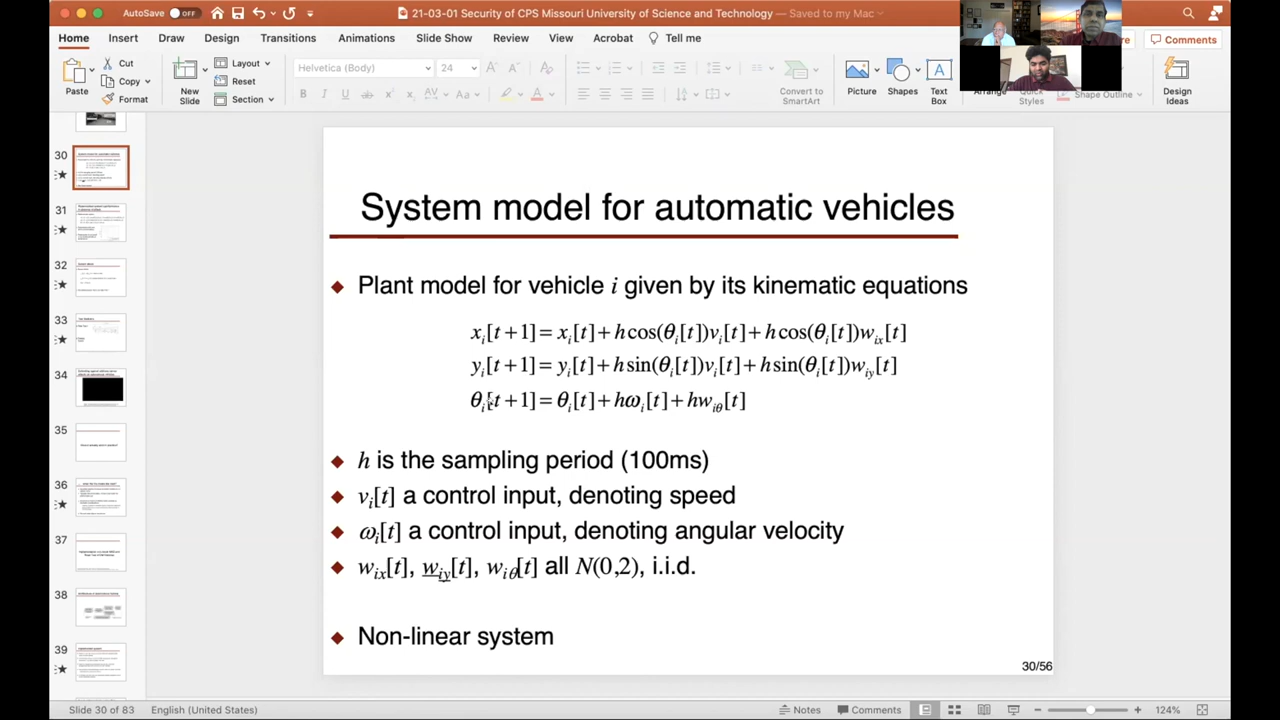 AutoSave OFF
21-03-01 Security of CPS Missouri University of Science and Technology — Saved to my Mac
Home Insert Draw Design Transitions Animations Slide Show Review View Acrobat Tell me
Comments
Paste
Cut
Copy
Format
New Slide
Layout
Reset
Section
24
Convert to SmartArt
Picture
Shapes
Text Box
Arrange
Quick Styles
Shape Outline
Design Ideas
30
31
32
33
34
35
36
37
38
39
System model for automatic vehicles
Plant model for vehicle i given by its kinematic equations
x_i[t+1] = x_i[t] + h cos(θ_i[t])v_i[t] + h cos(θ_i[t])w_ix[t]
y_i[t+1] = y_i[t] + h sin(θ_i[t])v_i[t] + h sin(θ_i[t])w_iy[t]
θ_i[t+1] = θ_i[t] + hω_i[t] + hw_iθ[t]
h is the sampling period (100ms)
v_i[t] a control input, denoting speed
ω_i[t] a control input, denoting angular velocity
w_ix[t], w_iy[t], w_iθ[t] all N(0,2), i.i.d.
Non-linear system
30/56
Slide 30 of 83 English (United States) Notes Comments 124%